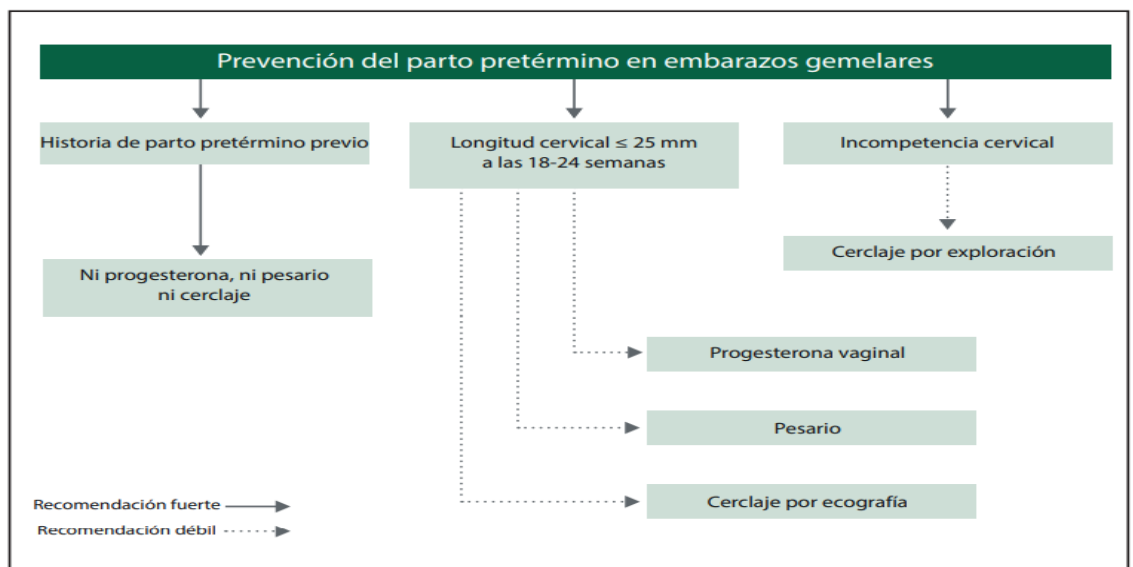 Prevención del parto pretérmino en embarazos gemelares
Historia de parto pretérmino previo
Longitud cervical ≤ 25 mm
a las 18-24 semanas
Incompetencia cervical
Ni progesterona, ni pesario
ni cerclaje
Cerclaje por exploración
Progesterona vaginal
Pesario
Cerclaje por ecografía
Recomendación fuerte
Recomendación débil